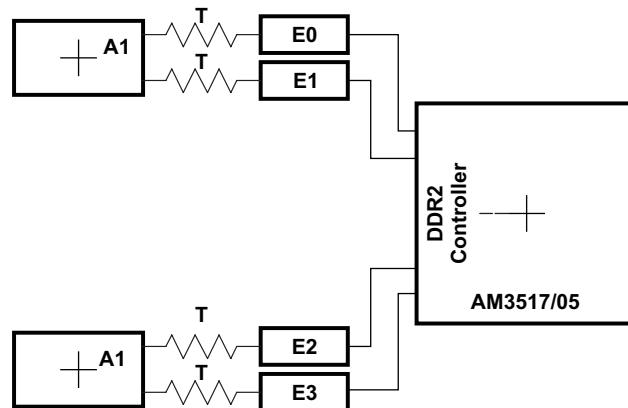 T
A1
E0
T
E1
DDR2
Controller
AM3517/05
T
A1
E2
T
E3